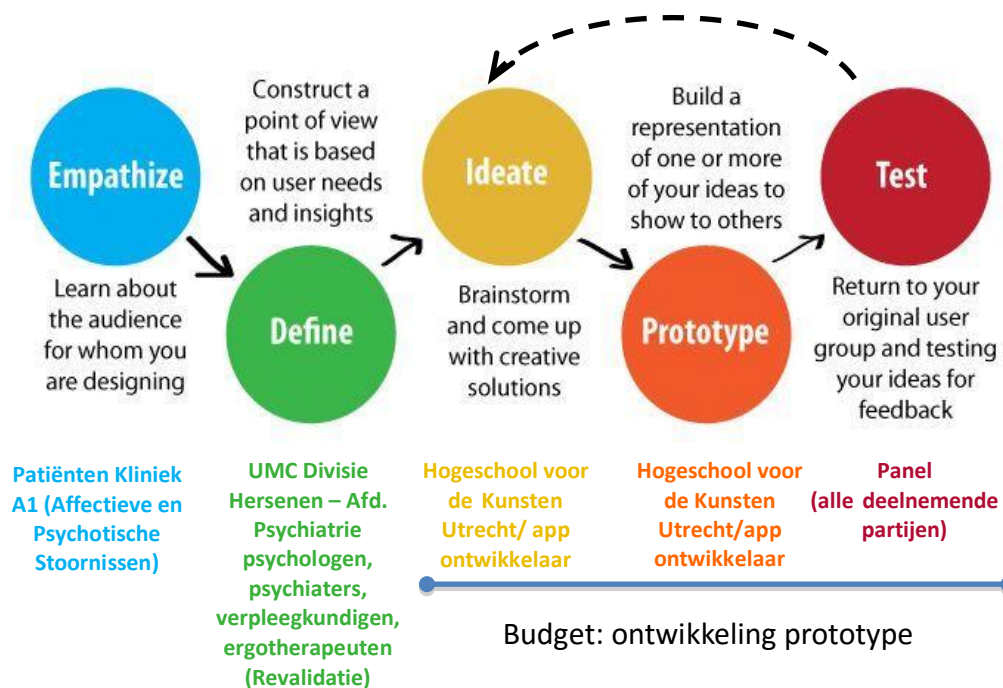 Empathize
Learn about
the audience
for whom you
are designing
Construct a
point of view
that is based
on user needs
and insights
Define
Ideate
Brainstorm
and come up
with creative
solutions
Build a
representation
of one or more
of your ideas to
show to others
Prototype
Test
Return to your
original user
group and testing
your ideas for
feedback
Patiënten Kliniek
A1 (Affectieve en
Psychotische
Stoornissen)
UMC Divisie
Hersenen – Afd.
Psychiatrie
psychologen,
psychiaters,
verpleegkundigen,
ergotherapeuten
(Revalidatie)
Hogeschool voor
de Kunsten
Utrecht/ app
ontwikkelaar
Hogeschool voor
de Kunsten
Utrecht/app
ontwikkelaar
Panel
(alle deelnemende
partijen)
Budget: ontwikkeling prototype